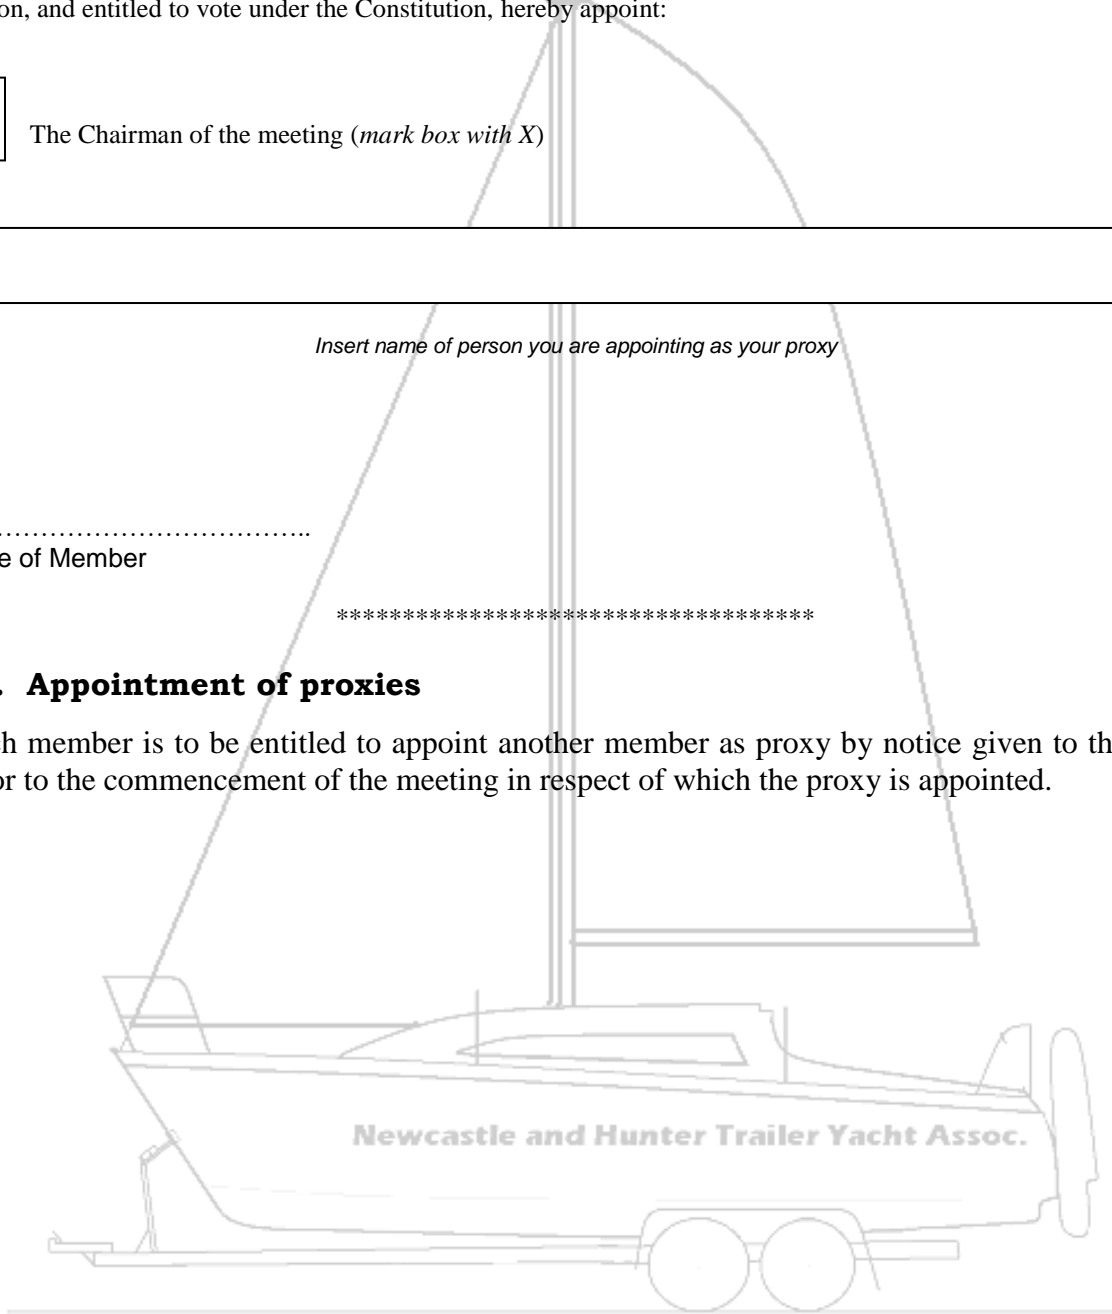 on, and entitled to vote under the Constitution, hereby appoint:
The Chairman of the meeting (mark box with X)
Insert name of person you are appointing as your proxy
……………………………..
e of Member
************************************
. Appointment of proxies
ch member is to be entitled to appoint another member as proxy by notice given to th
or to the commencement of the meeting in respect of which the proxy is appointed.
Newcastle and Hunter Trailer Yacht Assoc.